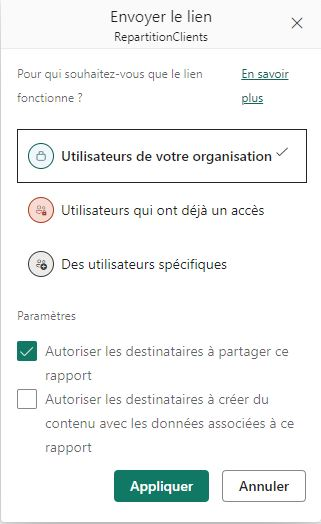 Envoyer le lien
RepartitionClients
Pour qui souhaitez-vous que le lien
fonctionne ?
En savoir
plus
Utilisateurs de votre organisation
Utilisateurs qui ont déjà un accès
Des utilisateurs spécifiques
Paramètres
Autoriser les destinataires à partager ce
rapport
Autoriser les destinataires à créer du
contenu avec les données associées à ce
rapport
Appliquer
Annuler